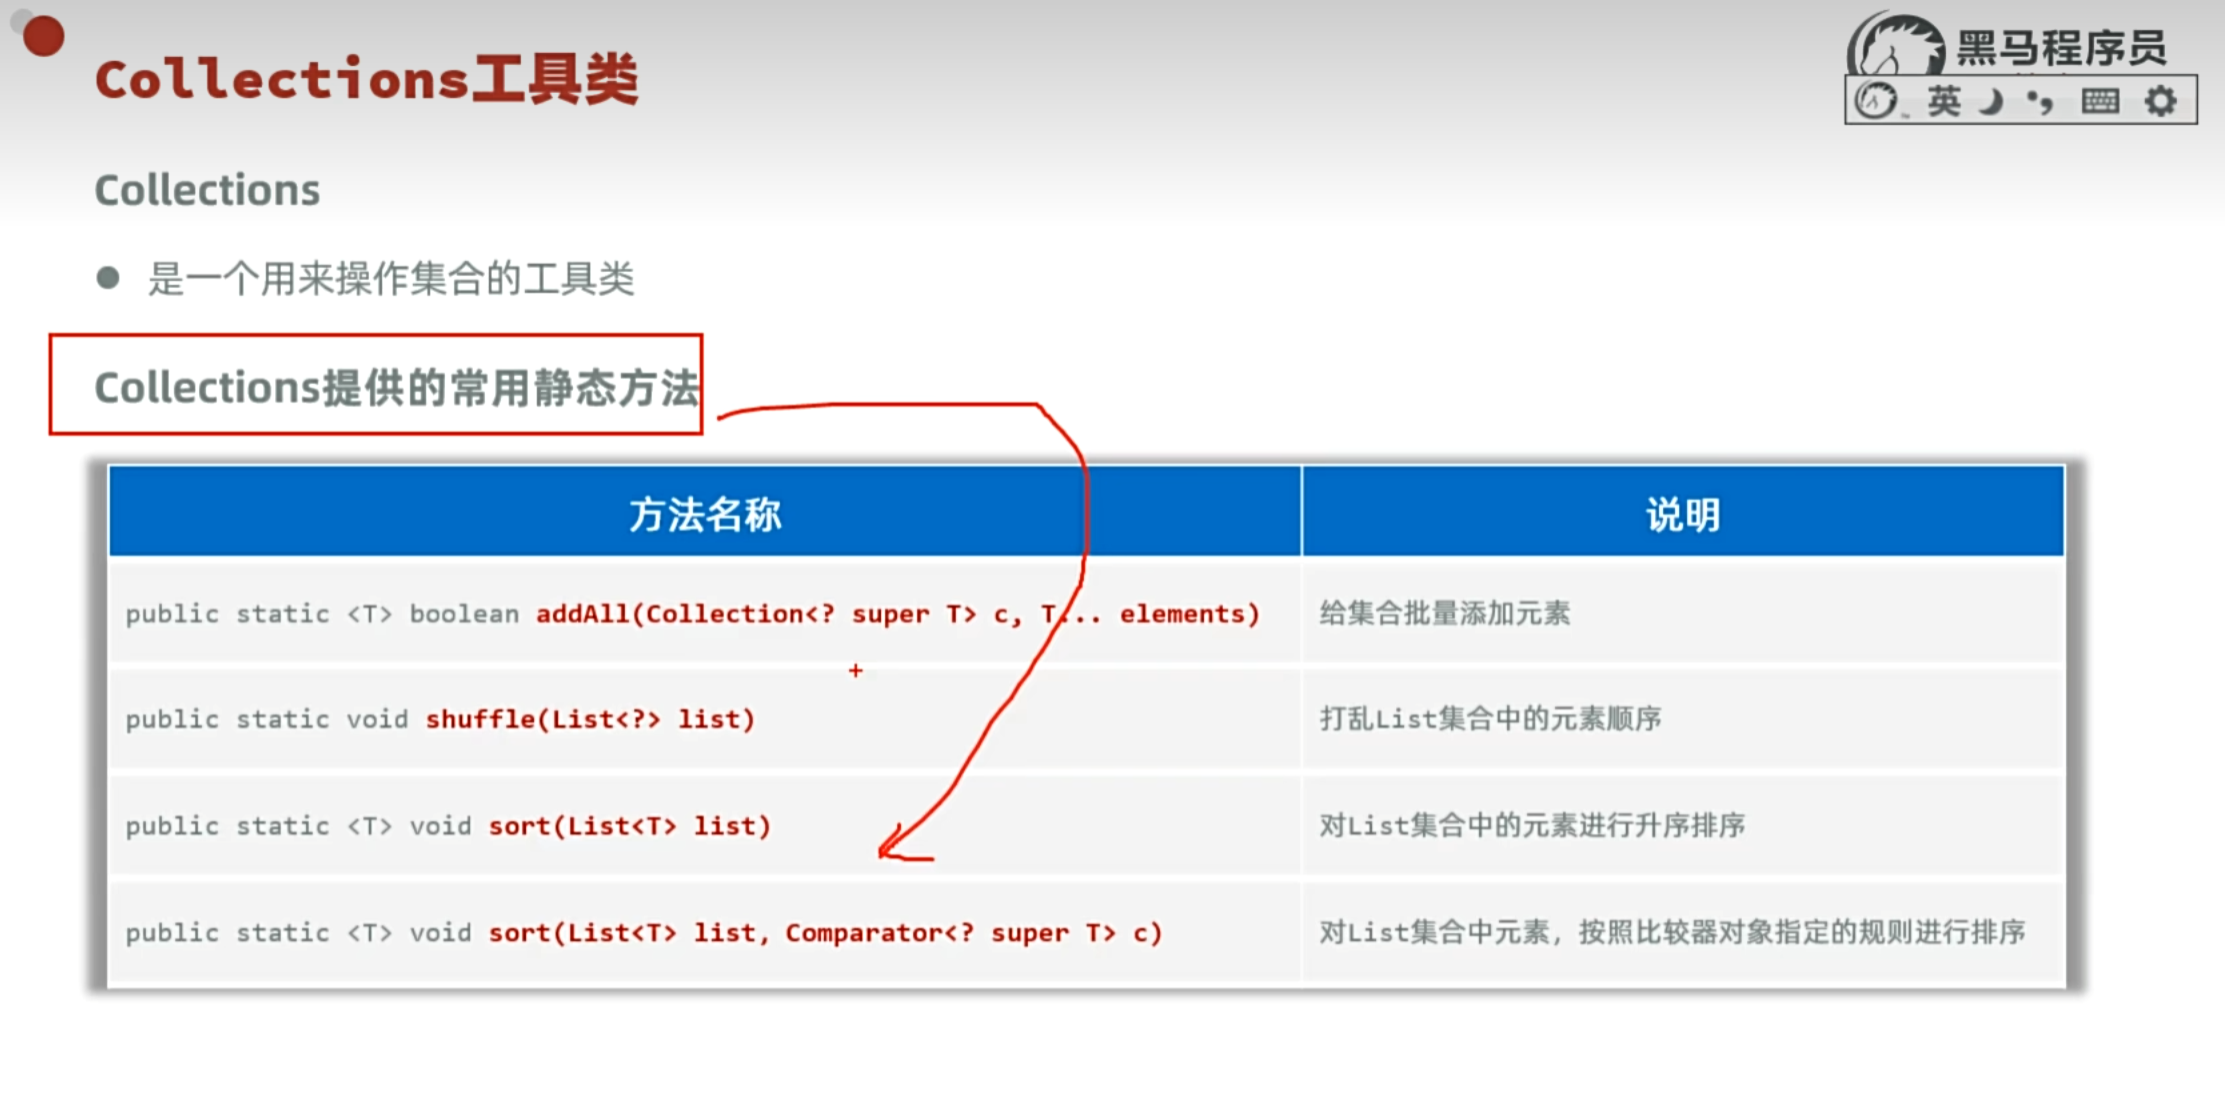 Collections工具类
黑马程序员
英
Collections
是一个用来操作集合的工具类
Collections提供的常用静态方法
方法名称 说明
public static <T> boolean addAll(Collection<? super T> c, T... elements) 给集合批量添加元素
public static void shuffle(List<?> list) 打乱List集合中的元素顺序
public static <T> void sort(List<T> list) 对List集合中的元素进行升序排序
public static <T> void sort(List<T> list, Comparator<? super T> c) 对List集合中元素，按照比较器对象指定的规则进行排序